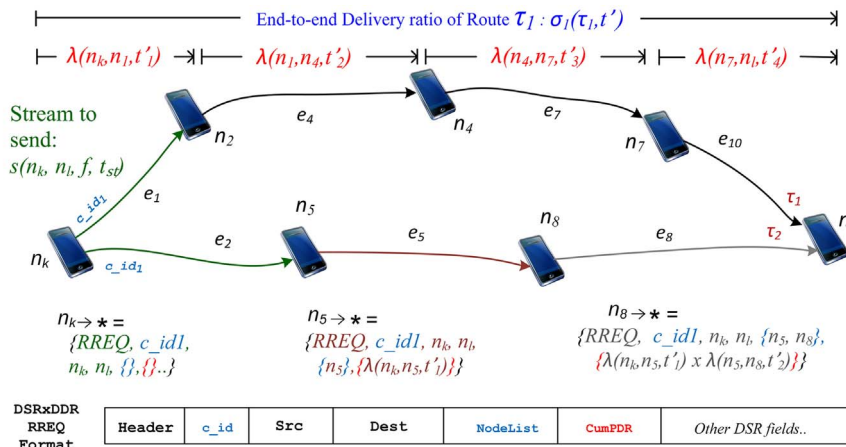 End-to-end Delivery ratio of Route τ1 : σ1(τ1,t')
λ(nk,n1,t'1) λ(n1,n4,t'2) λ(n4,n7,t'3) λ(n7,nl,t'4)
Stream to
send:
s(nk, nl, f, tst)
n2
e4
n4
e7
n7
e10
c_id1
e1
τ1
n5
n8
τ2
n
nk
c_id1
e2
e5
e8
nk→* =
{RREQ, c_id1,
nk, nl, {},{}..}
n5→* =
{RREQ, c_id1, nk, nl,
{n5},{λ(nk,n5,t'1)}}
n8→* =
{RREQ, c_id1, nk, nl, {n5, n8},
{λ(nk,n5,t'1) x λ(n5,n8,t'2)}}
DSRxDDR
RREQ
Format
Header c_id Src Dest NodeList CumPDR Other DSR fields..